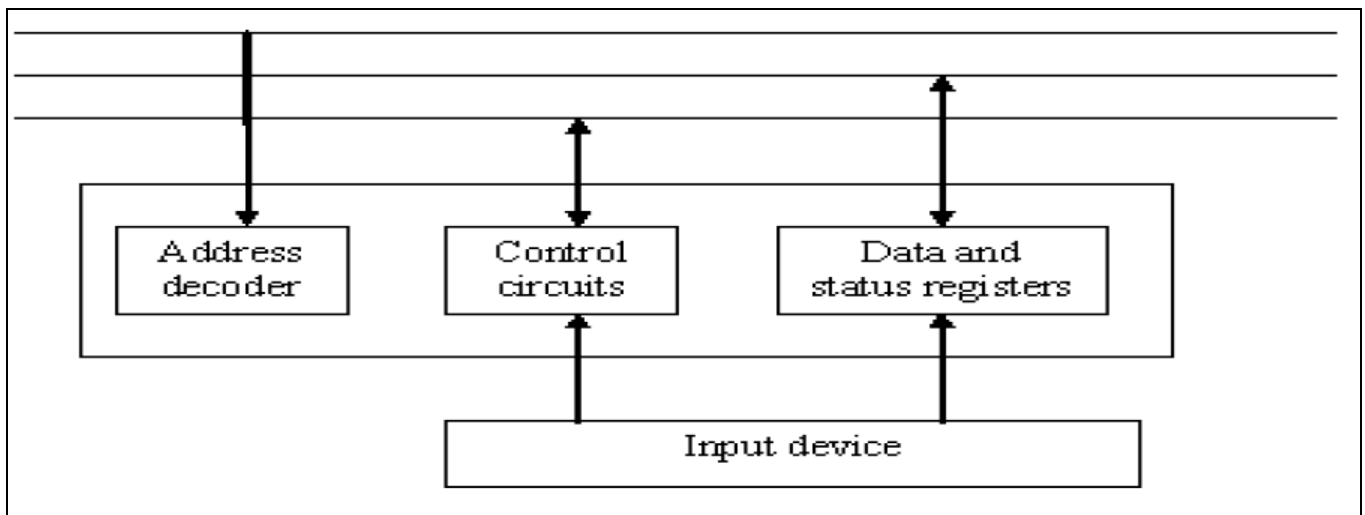 Address
decoder
Control
circuits
Data and
status registers
Input device